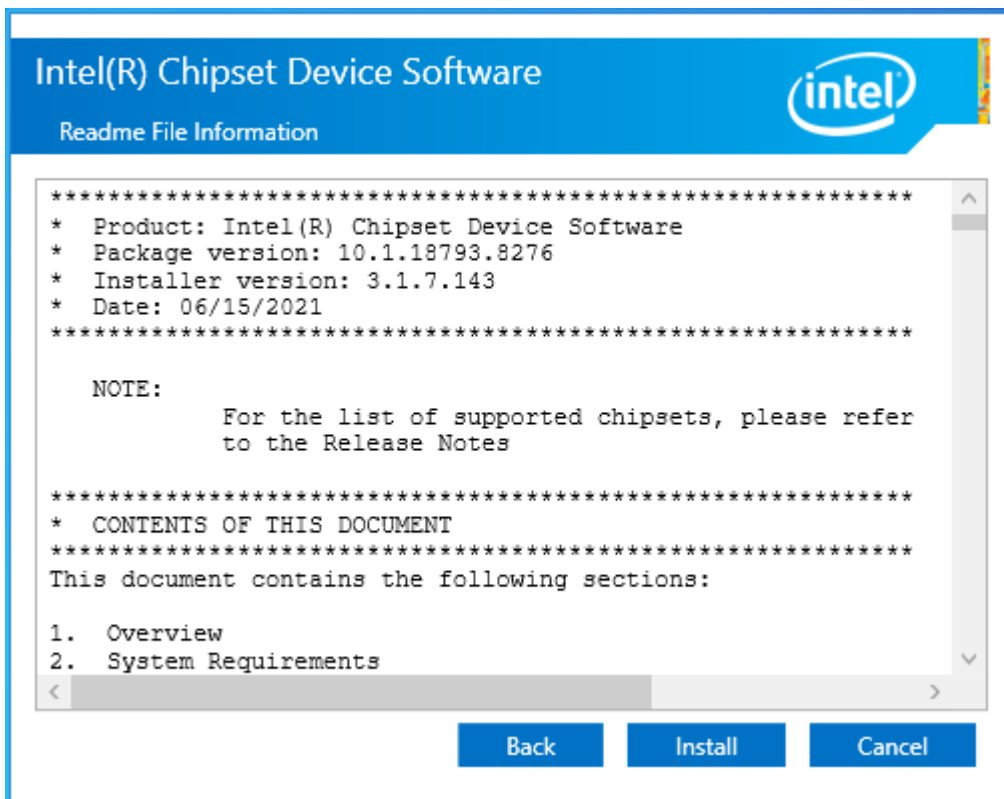 Intel(R) Chipset Device Software
intel
Readme File Information
************************************************************
*  Product: Intel(R) Chipset Device Software
*  Package version: 10.1.18793.8276
*  Installer version: 3.1.7.143
*  Date: 06/15/2021
************************************************************
NOTE:
For the list of supported chipsets, please refer
to the Release Notes
************************************************************
*  CONTENTS OF THIS DOCUMENT
************************************************************
This document contains the following sections:
1.  Overview
2.  System Requirements
Back Install Cancel